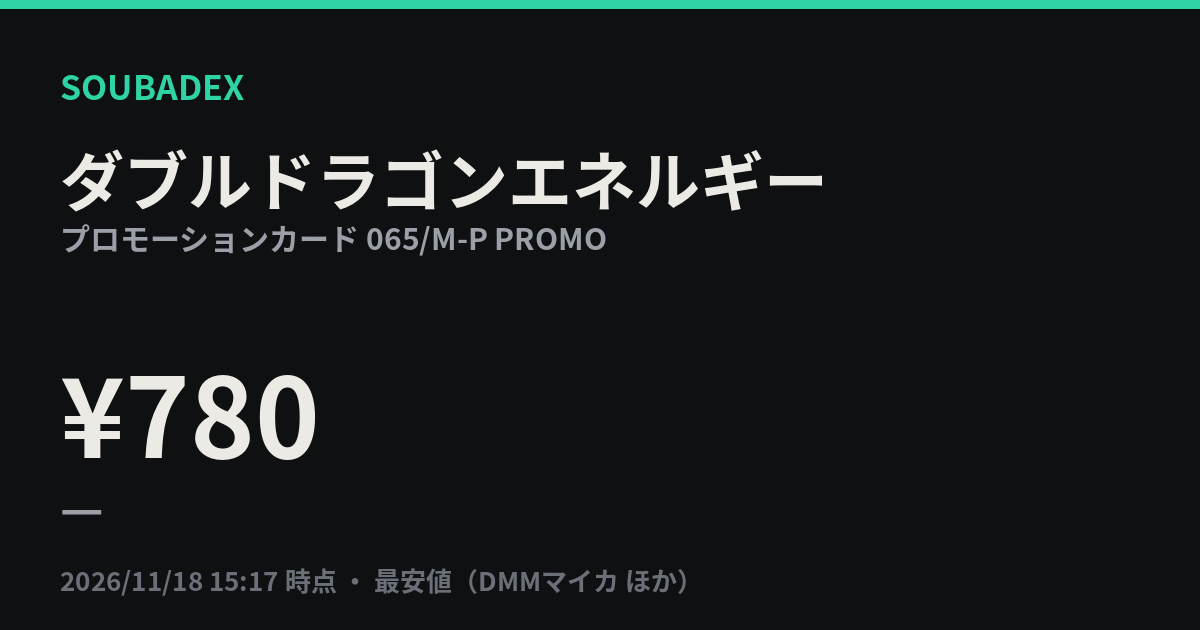 SOUBADEX
ダブルドラゴンエネルギー
プロモーションカード 065/M-P PROMO
¥780
—
2026/11/18 15:17 時点 ・ 最安値（DMMマイカ ほか）